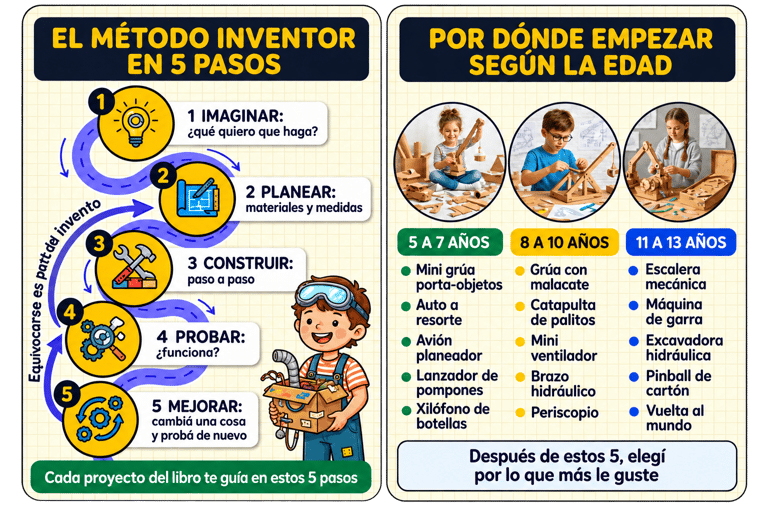 EL MÉTODO INVENTOR
EN 5 PASOS
1
1 IMAGINAR:
¿qué quiero que haga?
2
2 PLANEAR:
materiales y medidas
3
3 CONSTRUIR:
paso a paso
4
4 PROBAR:
¿funciona?
5
5 MEJORAR:
cambiá una cosa
y probá de nuevo
Equivocarse es invento
Cada proyecto del libro te guía en estos 5 pasos
POR DÓNDE EMPEZAR
SEGÚN LA EDAD
5 A 7 AÑOS
Mini grúa
porta-objetos
Auto a
resorte
Avión
planeador
Lanzador de
pompones
Xilófono de
botellas
8 A 10 AÑOS
Grúa con
malacate
Catapulta
de palitos
Mini
ventilador
Brazo
hidráulico
Periscopio
11 A 13 AÑOS
Escalera
mecánica
Máquina
de garra
Excavadora
hidráulica
Pinball de
cartón
Vuelta al
mundo
Después de estos 5, elegí
por lo que más le guste